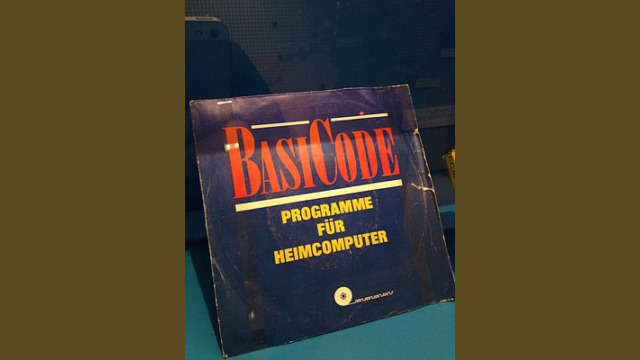 BASICODE
PROGRAMME
FÜR
HEIMCOMPUTER